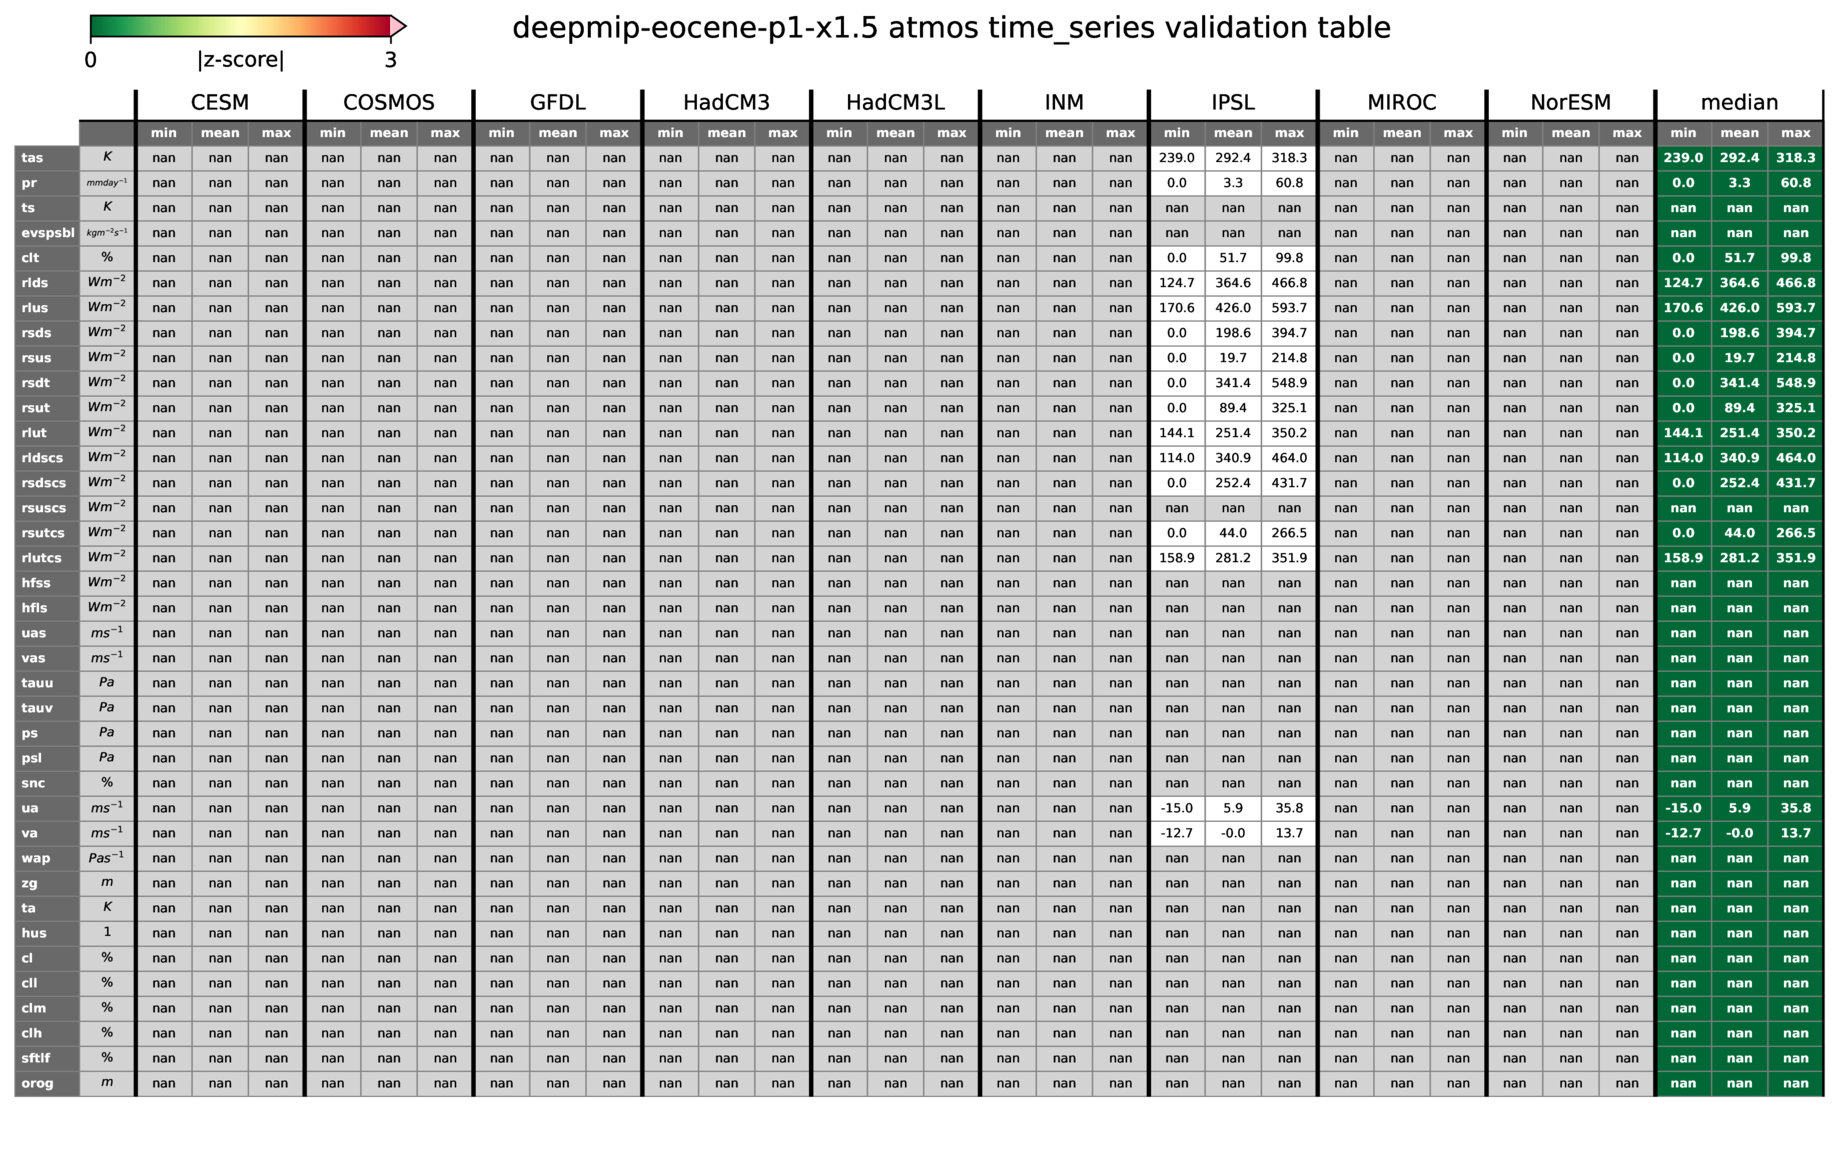 deepmip-eocene-p1-x1.5 atmos time_series validation table
0 |z-score| 3
CESM COSMOS GFDL HadCM3 HadCM3L INM IPSL MIROC NorESM median
min mean max min mean max min mean max min mean max min mean max min mean max min mean max min mean max min mean max min mean max
tas K nan nan nan nan nan nan nan nan nan nan nan nan nan nan nan nan nan nan 239.0 292.4 318.3 nan nan nan nan nan nan 239.0 292.4 318.3
pr mmday−1 nan nan nan nan nan nan nan nan nan nan nan nan nan nan nan nan nan nan 0.0 3.3 60.8 nan nan nan nan nan nan 0.0 3.3 60.8
ts K nan nan nan nan nan nan nan nan nan nan nan nan nan nan nan nan nan nan nan nan nan nan nan nan nan nan nan nan nan nan
evspsbl kgm−2s−1 nan nan nan nan nan nan nan nan nan nan nan nan nan nan nan nan nan nan nan nan nan nan nan nan nan nan nan nan nan nan
clt % nan nan nan nan nan nan nan nan nan nan nan nan nan nan nan nan nan nan 0.0 51.7 99.8 nan nan nan nan nan nan 0.0 51.7 99.8
rlds Wm−2 nan nan nan nan nan nan nan nan nan nan nan nan nan nan nan nan nan nan 124.7 364.6 466.8 nan nan nan nan nan nan 124.7 364.6 466.8
rlus Wm−2 nan nan nan nan nan nan nan nan nan nan nan nan nan nan nan nan nan nan 170.6 426.0 593.7 nan nan nan nan nan nan 170.6 426.0 593.7
rsds Wm−2 nan nan nan nan nan nan nan nan nan nan nan nan nan nan nan nan nan nan 0.0 198.6 394.7 nan nan nan nan nan nan 0.0 198.6 394.7
rsus Wm−2 nan nan nan nan nan nan nan nan nan nan nan nan nan nan nan nan nan nan 0.0 19.7 214.8 nan nan nan nan nan nan 0.0 19.7 214.8
rsdt Wm−2 nan nan nan nan nan nan nan nan nan nan nan nan nan nan nan nan nan nan 0.0 341.4 548.9 nan nan nan nan nan nan 0.0 341.4 548.9
rsut Wm−2 nan nan nan nan nan nan nan nan nan nan nan nan nan nan nan nan nan nan 0.0 89.4 325.1 nan nan nan nan nan nan 0.0 89.4 325.1
rlut Wm−2 nan nan nan nan nan nan nan nan nan nan nan nan nan nan nan nan nan nan 144.1 251.4 350.2 nan nan nan nan nan nan 144.1 251.4 350.2
rldscs Wm−2 nan nan nan nan nan nan nan nan nan nan nan nan nan nan nan nan nan nan 114.0 340.9 464.0 nan nan nan nan nan nan 114.0 340.9 464.0
rsdscs Wm−2 nan nan nan nan nan nan nan nan nan nan nan nan nan nan nan nan nan nan 0.0 252.4 431.7 nan nan nan nan nan nan 0.0 252.4 431.7
rsuscs Wm−2 nan nan nan nan nan nan nan nan nan nan nan nan nan nan nan nan nan nan nan nan nan nan nan nan nan nan nan nan nan nan
rsutcs Wm−2 nan nan nan nan nan nan nan nan nan nan nan nan nan nan nan nan nan nan 0.0 44.0 266.5 nan nan nan nan nan nan 0.0 44.0 266.5
rlutcs Wm−2 nan nan nan nan nan nan nan nan nan nan nan nan nan nan nan nan nan nan 158.9 281.2 351.9 nan nan nan nan nan nan 158.9 281.2 351.9
hfss Wm−2 nan nan nan nan nan nan nan nan nan nan nan nan nan nan nan nan nan nan nan nan nan nan nan nan nan nan nan nan nan nan
hfls Wm−2 nan nan nan nan nan nan nan nan nan nan nan nan nan nan nan nan nan nan nan nan nan nan nan nan nan nan nan nan nan nan
uas ms−1 nan nan nan nan nan nan nan nan nan nan nan nan nan nan nan nan nan nan nan nan nan nan nan nan nan nan nan nan nan nan
vas ms−1 nan nan nan nan nan nan nan nan nan nan nan nan nan nan nan nan nan nan nan nan nan nan nan nan nan nan nan nan nan nan
tauu Pa nan nan nan nan nan nan nan nan nan nan nan nan nan nan nan nan nan nan nan nan nan nan nan nan nan nan nan nan nan nan
tauv Pa nan nan nan nan nan nan nan nan nan nan nan nan nan nan nan nan nan nan nan nan nan nan nan nan nan nan nan nan nan nan
ps Pa nan nan nan nan nan nan nan nan nan nan nan nan nan nan nan nan nan nan nan nan nan nan nan nan nan nan nan nan nan nan
psl Pa nan nan nan nan nan nan nan nan nan nan nan nan nan nan nan nan nan nan nan nan nan nan nan nan nan nan nan nan nan nan
snc % nan nan nan nan nan nan nan nan nan nan nan nan nan nan nan nan nan nan nan nan nan nan nan nan nan nan nan nan nan nan
ua ms−1 nan nan nan nan nan nan nan nan nan nan nan nan nan nan nan nan nan nan -15.0 5.9 35.8 nan nan nan nan nan nan -15.0 5.9 35.8
va ms−1 nan nan nan nan nan nan nan nan nan nan nan nan nan nan nan nan nan nan -12.7 -0.0 13.7 nan nan nan nan nan nan -12.7 -0.0 13.7
wap Pas−1 nan nan nan nan nan nan nan nan nan nan nan nan nan nan nan nan nan nan nan nan nan nan nan nan nan nan nan nan nan nan
zg m nan nan nan nan nan nan nan nan nan nan nan nan nan nan nan nan nan nan nan nan nan nan nan nan nan nan nan nan nan nan
ta K nan nan nan nan nan nan nan nan nan nan nan nan nan nan nan nan nan nan nan nan nan nan nan nan nan nan nan nan nan nan
hus 1 nan nan nan nan nan nan nan nan nan nan nan nan nan nan nan nan nan nan nan nan nan nan nan nan nan nan nan nan nan nan
cl % nan nan nan nan nan nan nan nan nan nan nan nan nan nan nan nan nan nan nan nan nan nan nan nan nan nan nan nan nan nan
cll % nan nan nan nan nan nan nan nan nan nan nan nan nan nan nan nan nan nan nan nan nan nan nan nan nan nan nan nan nan nan
clm % nan nan nan nan nan nan nan nan nan nan nan nan nan nan nan nan nan nan nan nan nan nan nan nan nan nan nan nan nan nan
clh % nan nan nan nan nan nan nan nan nan nan nan nan nan nan nan nan nan nan nan nan nan nan nan nan nan nan nan nan nan nan
sftlf % nan nan nan nan nan nan nan nan nan nan nan nan nan nan nan nan nan nan nan nan nan nan nan nan nan nan nan nan nan nan
orog m nan nan nan nan nan nan nan nan nan nan nan nan nan nan nan nan nan nan nan nan nan nan nan nan nan nan nan nan nan nan